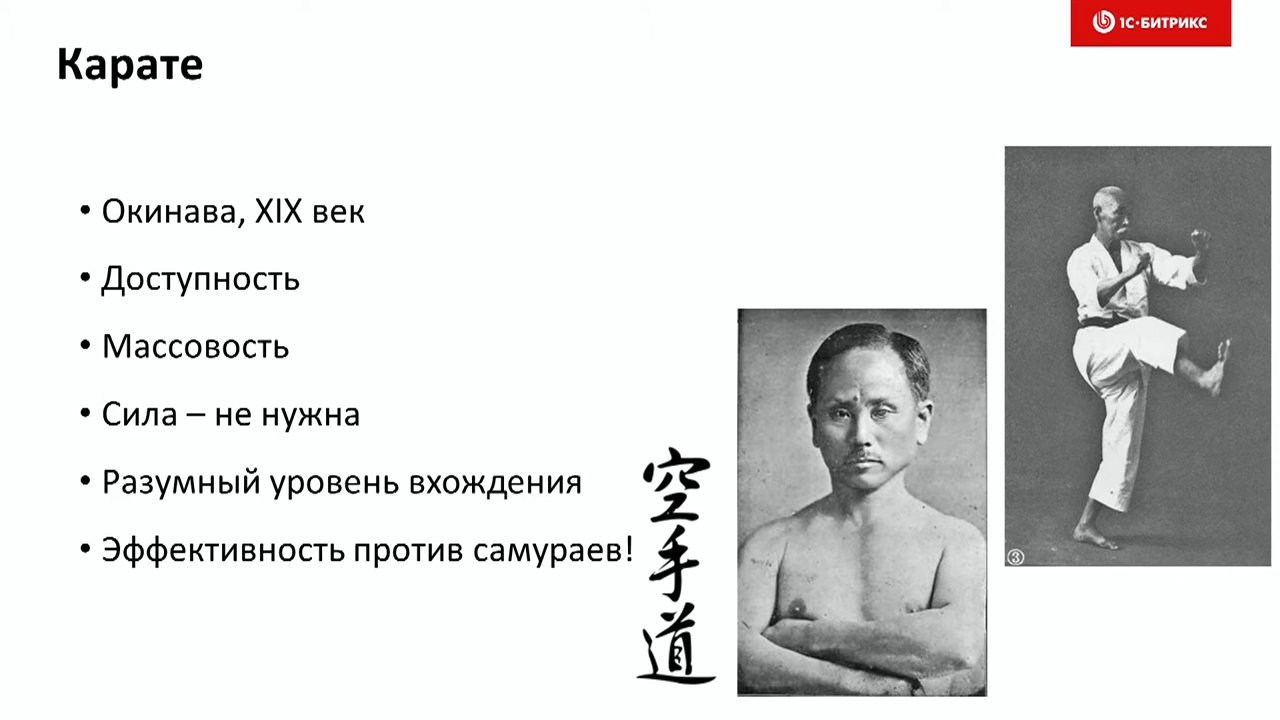 1С-БИТРИКС
Карате
• Окинава, XIX век
• Доступность
• Массовость
• Сила – не нужна
• Разумный уровень вхождения
• Эффективность против самураев!
空
手
道
③